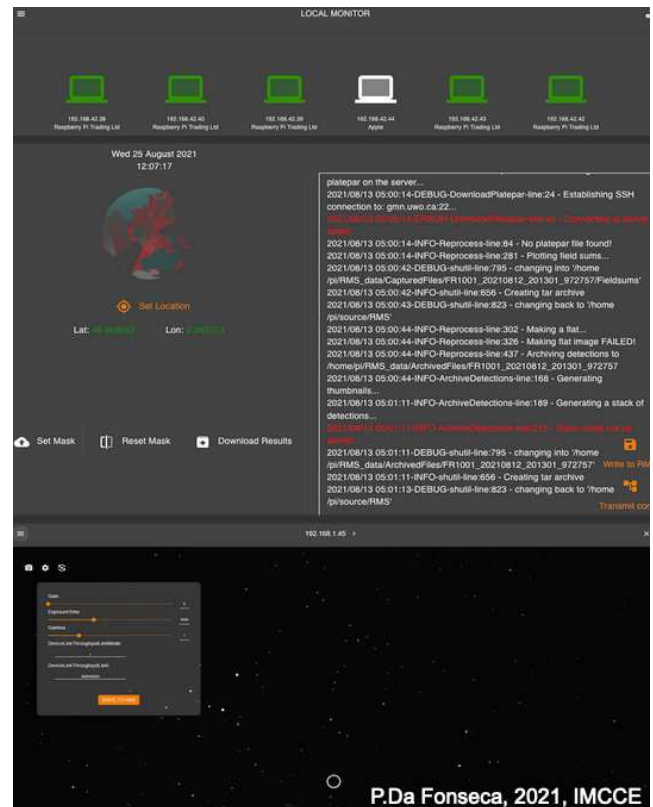 LOCAL MONITOR
192.168.42.38
Raspberry Pi Trading Ltd
192.168.42.40
Raspberry Pi Trading Ltd
192.168.42.39
Raspberry Pi Trading Ltd
192.168.42.44
Apple
192.168.42.43
Raspberry Pi Trading Ltd
192.168.42.42
Raspberry Pi Trading Ltd
Wed 25 August 2021
12:07:17
Set Location
Lat:
Lon:
Set Mask
Reset Mask
Download Results
platepar on the server...
2021/08/13 05:00:14-DEBUG-DownloadPlatepar-line:24 - Establishing SSH
connection to: gmn.uwo.ca:22...
2021/08/13 05:00:14-INFO-Reprocess-line:84 - No platepar file found!
2021/08/13 05:00:14-INFO-Reprocess-line:281 - Plotting field sums...
2021/08/13 05:00:42-DEBUG-shutil-line:795 - changing into '/home
/pi/RMS_data/CapturedFiles/FR1001_20210812_201301_972757/Fieldsums'
2021/08/13 05:00:42-INFO-shutil-line:656 - Creating tar archive
2021/08/13 05:00:43-DEBUG-shutil-line:823 - changing back to '/home
/pi/source/RMS'
2021/08/13 05:00:44-INFO-Reprocess-line:302 - Making a flat...
2021/08/13 05:00:44-INFO-Reprocess-line:326 - Making flat image FAILED!
2021/08/13 05:00:44-INFO-Reprocess-line:437 - Archiving detections to
/home/pi/RMS_data/ArchivedFiles/FR1001_20210812_201301_972757
2021/08/13 05:00:44-INFO-ArchiveDetections-line:168 - Generating
thumbnails...
2021/08/13 05:01:11-INFO-ArchiveDetections-line:189 - Generating a stack of
detections...
2021/08/13 05:01:11-DEBUG-shutil-line:795 - changing into '/home
/pi/RMS_data/ArchivedFiles/FR1001_20210812_201301_972757'
2021/08/13 05:01:11-INFO-shutil-line:656 - Creating tar archive
2021/08/13 05:01:13-DEBUG-shutil-line:823 - changing back to '/home
/pi/source/RMS'
Write to RM
Transmit con
192.168.1.45
Gain
ExposureTime
Gamma
DeviceLinkThroughputLimitMode
DeviceLinkThroughputLimit
P.Da Fonseca, 2021, IMCCE